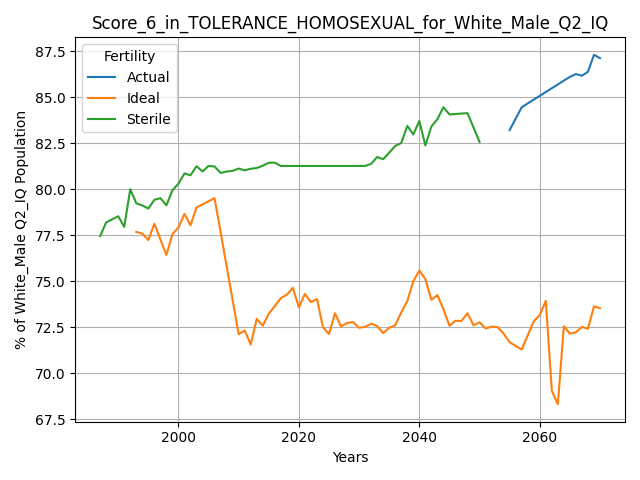 Score_6_in_TOLERANCE_HOMOSEXUAL_for_White_Male_Q2_IQ
Fertility
Actual
Ideal
Sterile
% of White_Male Q2_IQ Population
87.5
85.0
82.5
80.0
77.5
75.0
72.5
70.0
67.5
2000
2020
2040
2060
Years